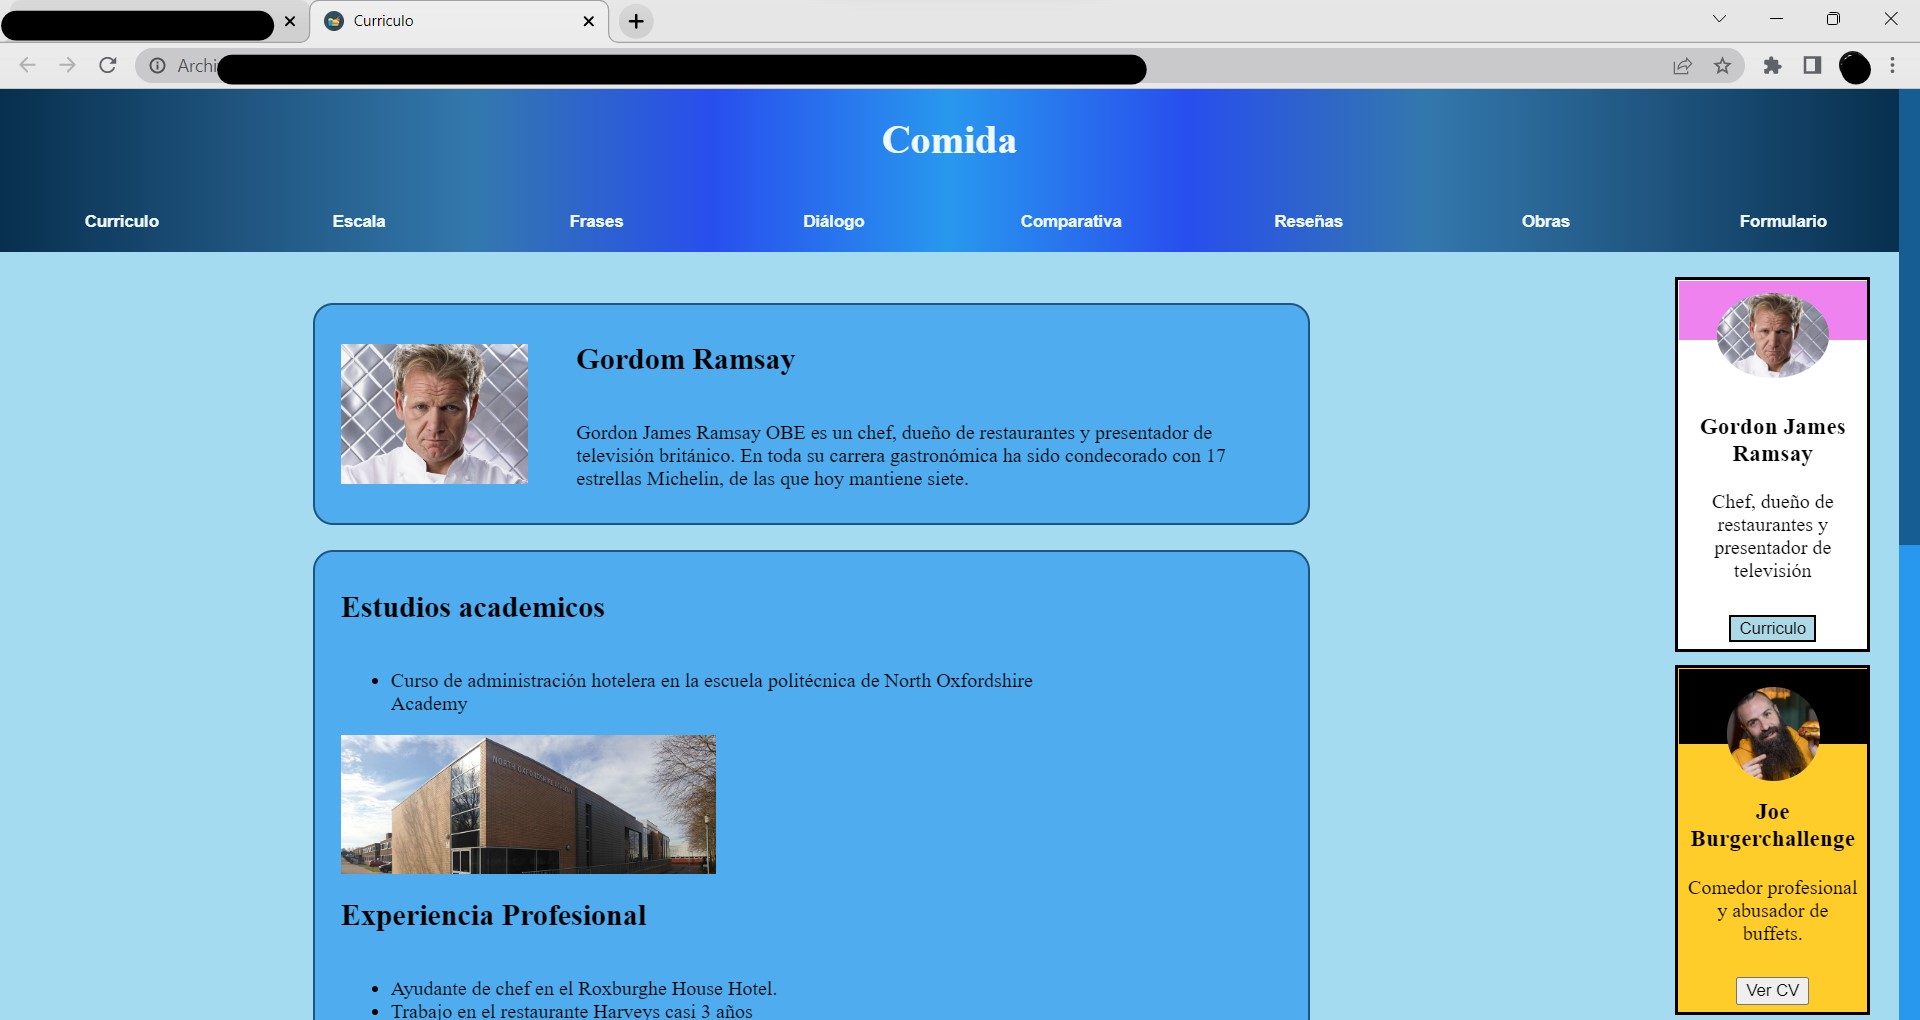 Curriculo
Archi
Comida
Curriculo Escala Frases Diálogo Comparativa Reseñas Obras Formulario
Gordom Ramsay
Gordon James Ramsay OBE es un chef, dueño de restaurantes y presentador de
televisión británico. En toda su carrera gastronómica ha sido condecorado con 17
estrellas Michelin, de las que hoy mantiene siete.
Estudios academicos
Curso de administración hotelera en la escuela politécnica de North Oxfordshire
Academy
Experiencia Profesional
Ayudante de chef en el Roxburghe House Hotel.
Trabajo en el restaurante Harveys casi 3 años
Gordon James
Ramsay
Chef, dueño de
restaurantes y
presentador de
televisión
Curriculo
Joe
Burgerchallenge
Comedor profesional
y abusador de
buffets.
Ver CV